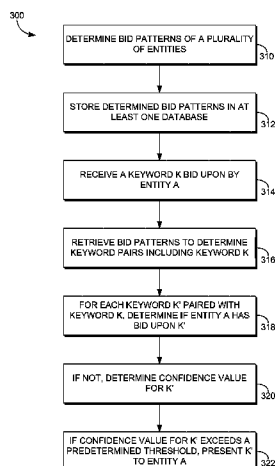 300
DETERMINE BID PATTERNS OF A PLURALITY
OF ENTITIES
310
STORE DETERMINED BID PATTERNS IN AT
LEAST ONE DATABASE
312
RECEIVE A KEYWORD K BID UPON BY
ENTITY A
314
RETRIEVE BID PATTERNS TO DETERMINE
KEYWORD PAIRS INCLUDING KEYWORD K
316
FOR EACH KEYWORD K' PAIRED WITH
KEYWORD K, DETERMINE IF ENTITY A HAS
BID UPON K'
318
IF NOT, DETERMINE CONFIDENCE VALUE
FOR K'
320
IF CONFIDENCE VALUE FOR K' EXCEEDS A
PREDETERMINED THRESHOLD, PRESENT K'
TO ENTITY A
322